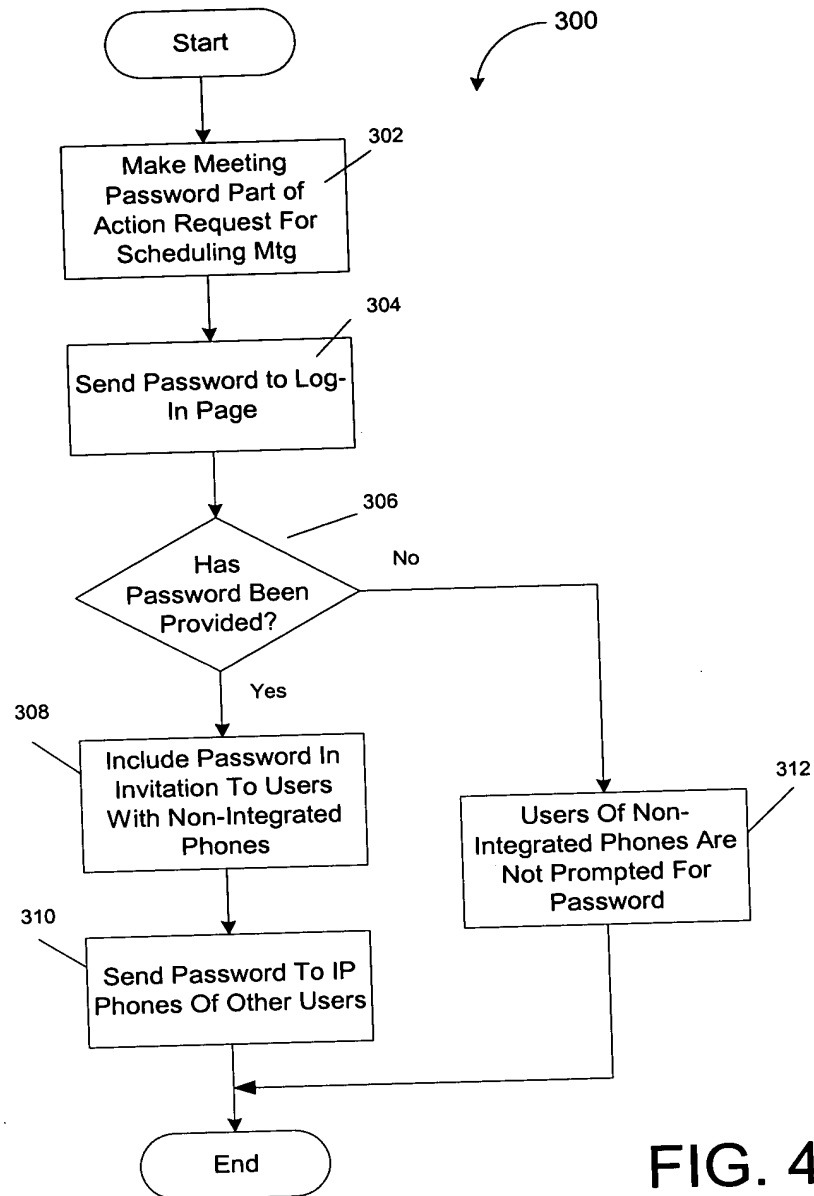 Start
300
302
Make Meeting
Password Part of
Action Request For
Scheduling Mtg
304
Send Password to Log-
In Page
306
Has
Password Been
Provided?
No
Yes
308
Include Password In
Invitation To Users
With Non-Integrated
Phones
312
Users Of Non-
Integrated Phones Are
Not Prompted For
Password
310
Send Password To IP
Phones Of Other Users
End
FIG. 4